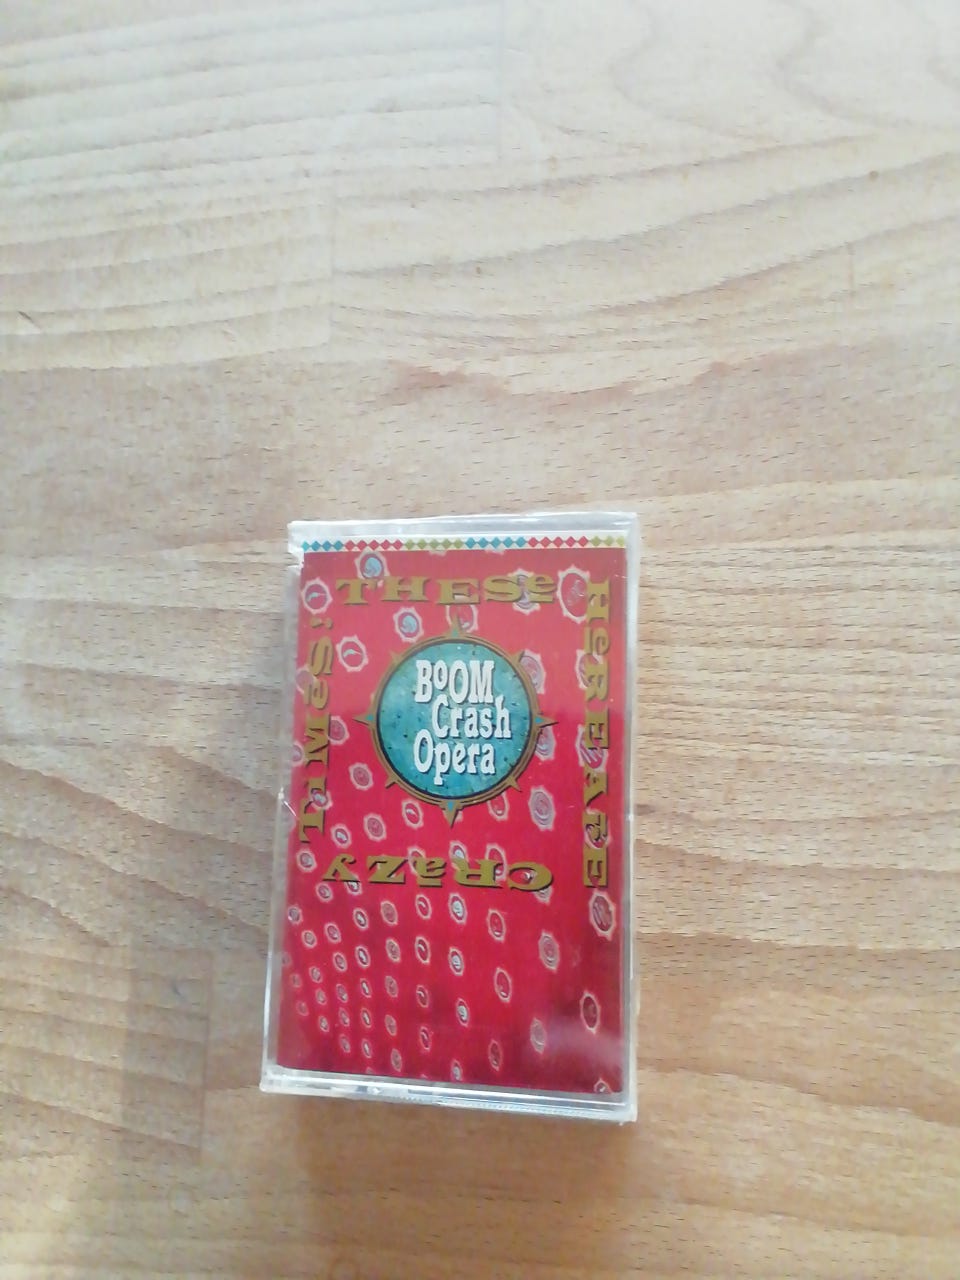 THESe
HeRE ARE
CRaZy
TiMeS!
BoOM
Crash
Opera